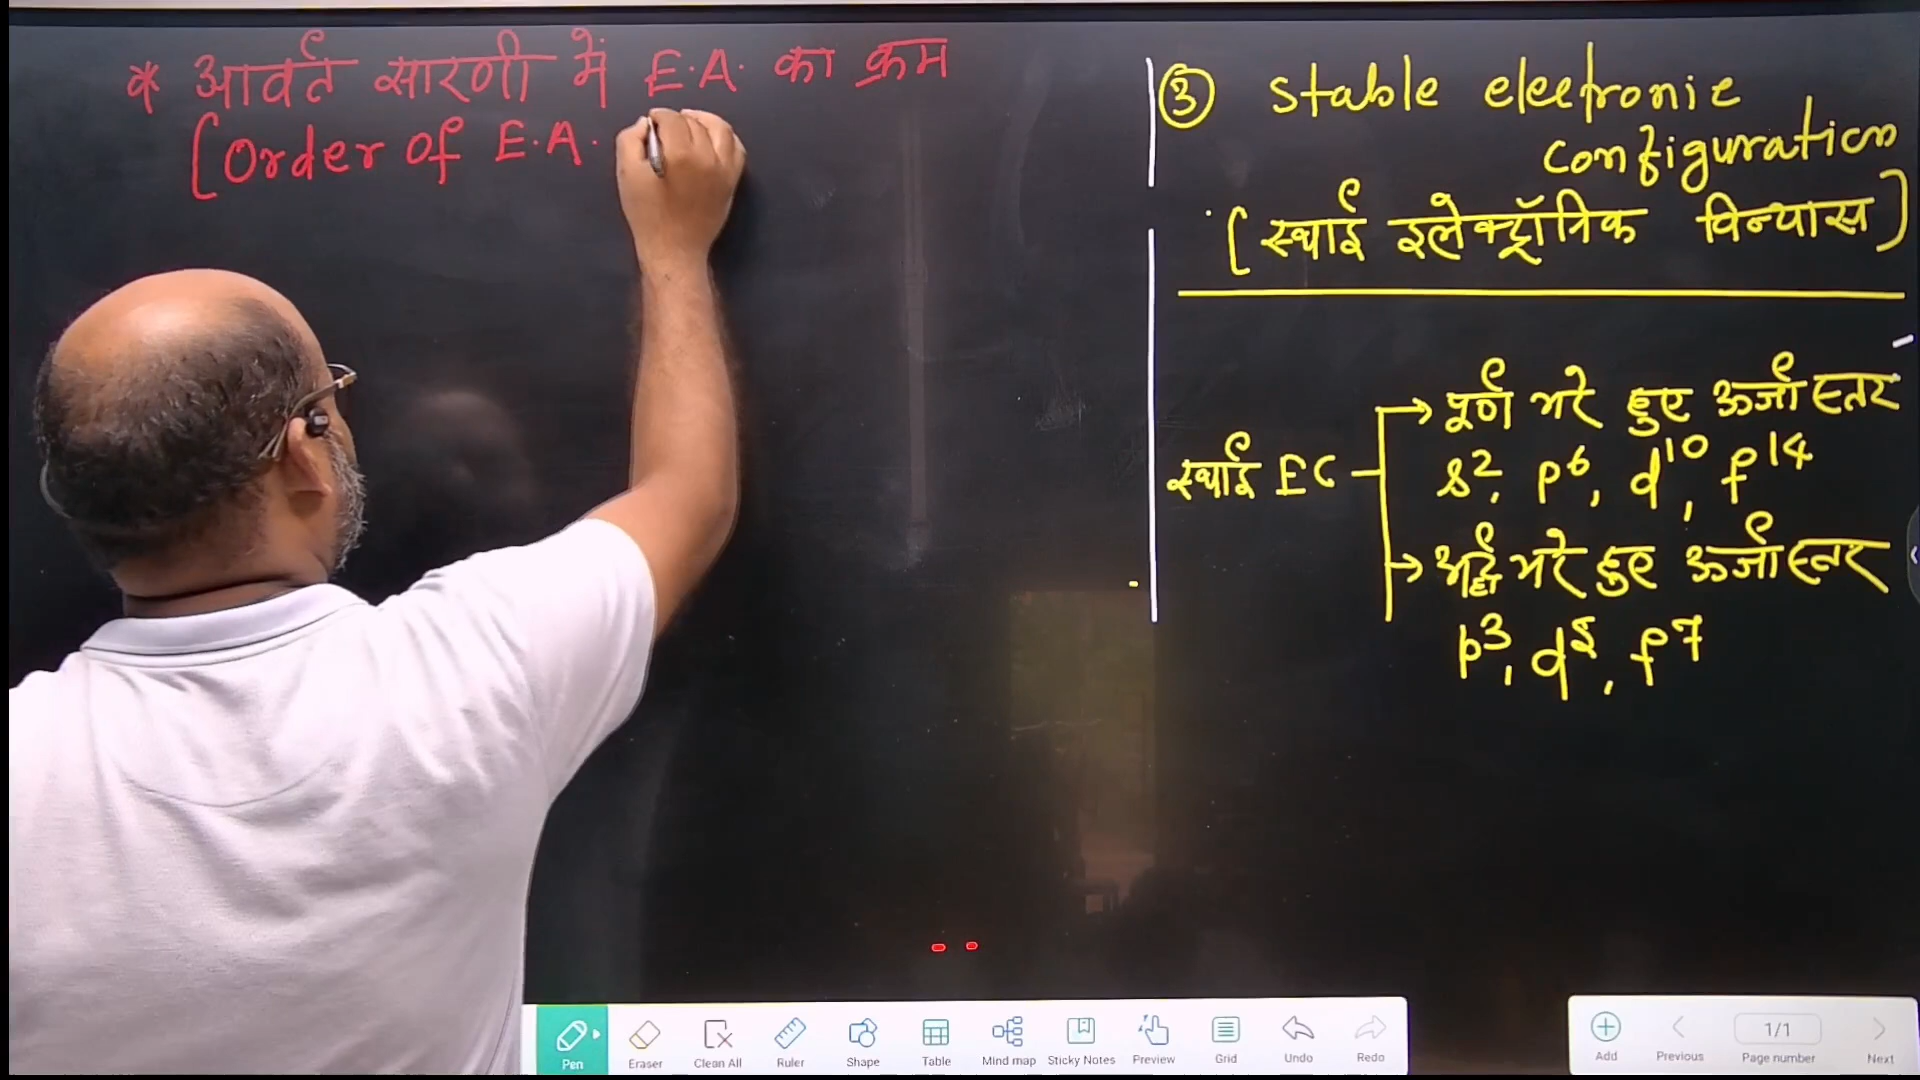 * आर्वत सारणी में E.A. का क्रम
[Order of E.A.
③ stable electronic
configuration
[स्थाई इलेक्ट्रॉनिक विन्यास]
स्थाई EC
→ पूर्ण भरे हुए ऊर्जा स्तर
s², p⁶, d¹⁰, f¹⁴
→ अर्द्ध भरे हुए ऊर्जा स्तर
p³, d⁵, f⁷
Pen Eraser Clean All Ruler Shape Table Mind map Sticky Notes Preview Grid Undo Redo
Add Previous 1/1 Page number Next